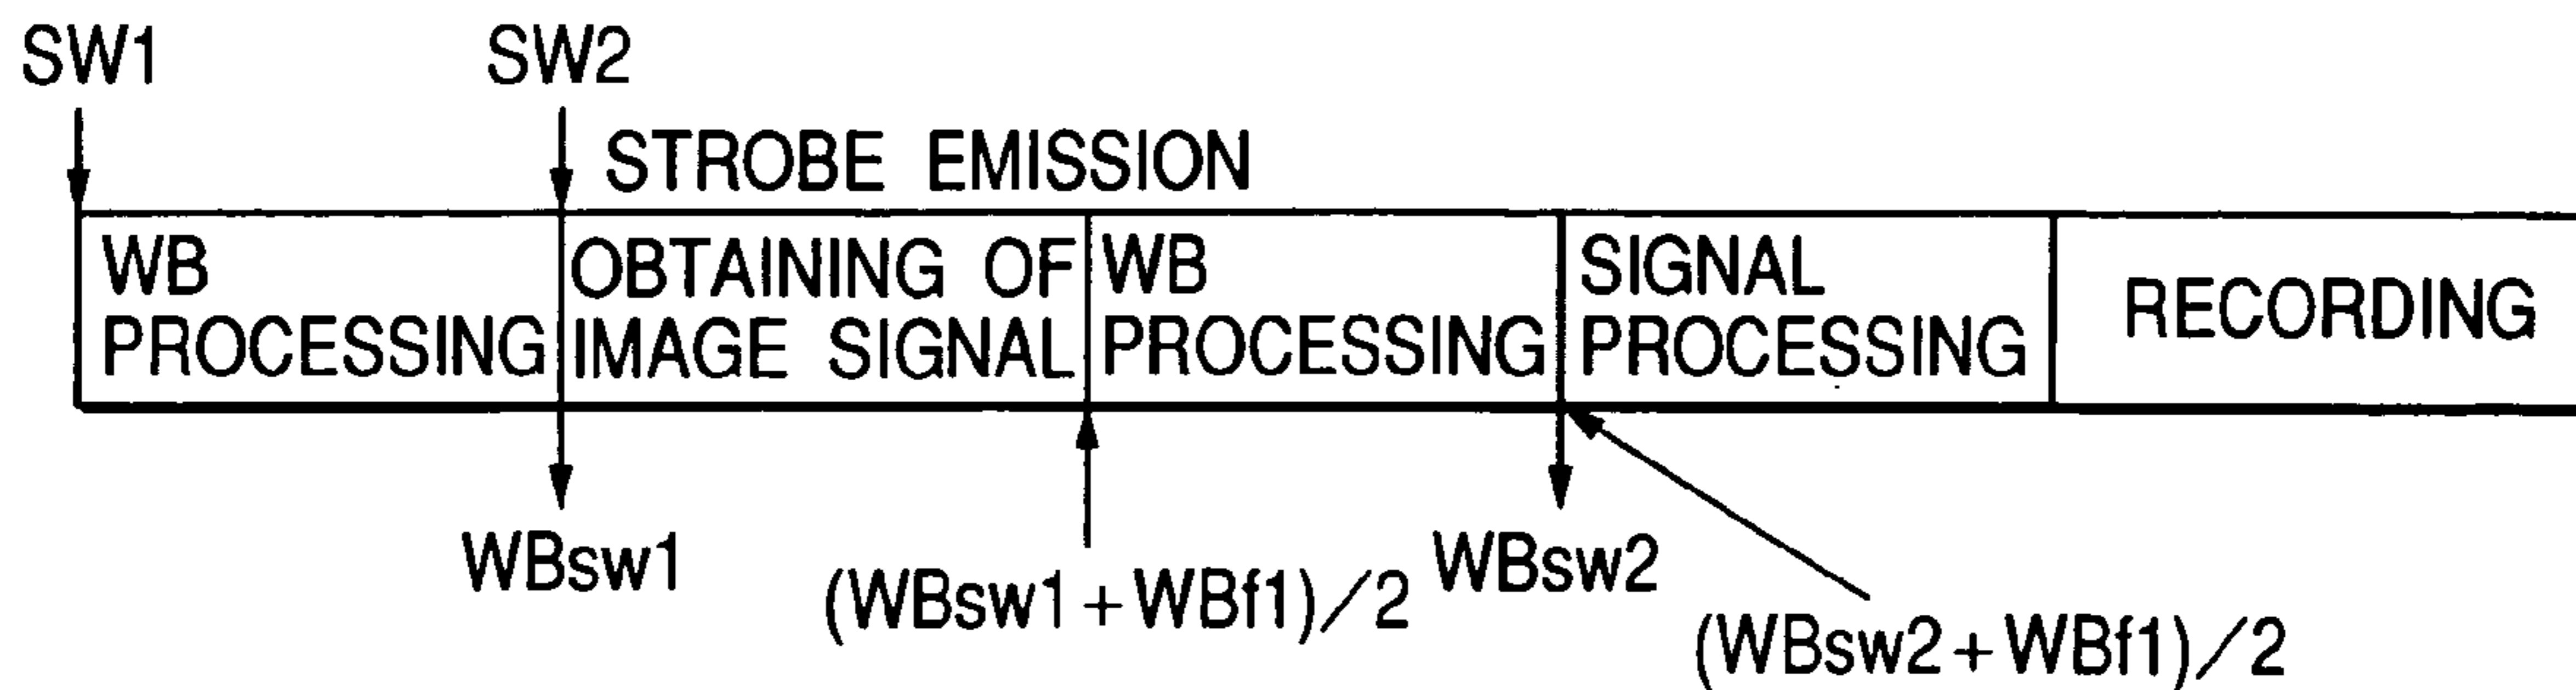 SW1
SW2
STROBE EMISSION
WB
PROCESSING
OBTAINING OF
IMAGE SIGNAL
WB
PROCESSING
SIGNAL
PROCESSING
RECORDING
WBsw1
(WBsw1+WBf1)/2
WBsw2
(WBsw2+WBf1)/2